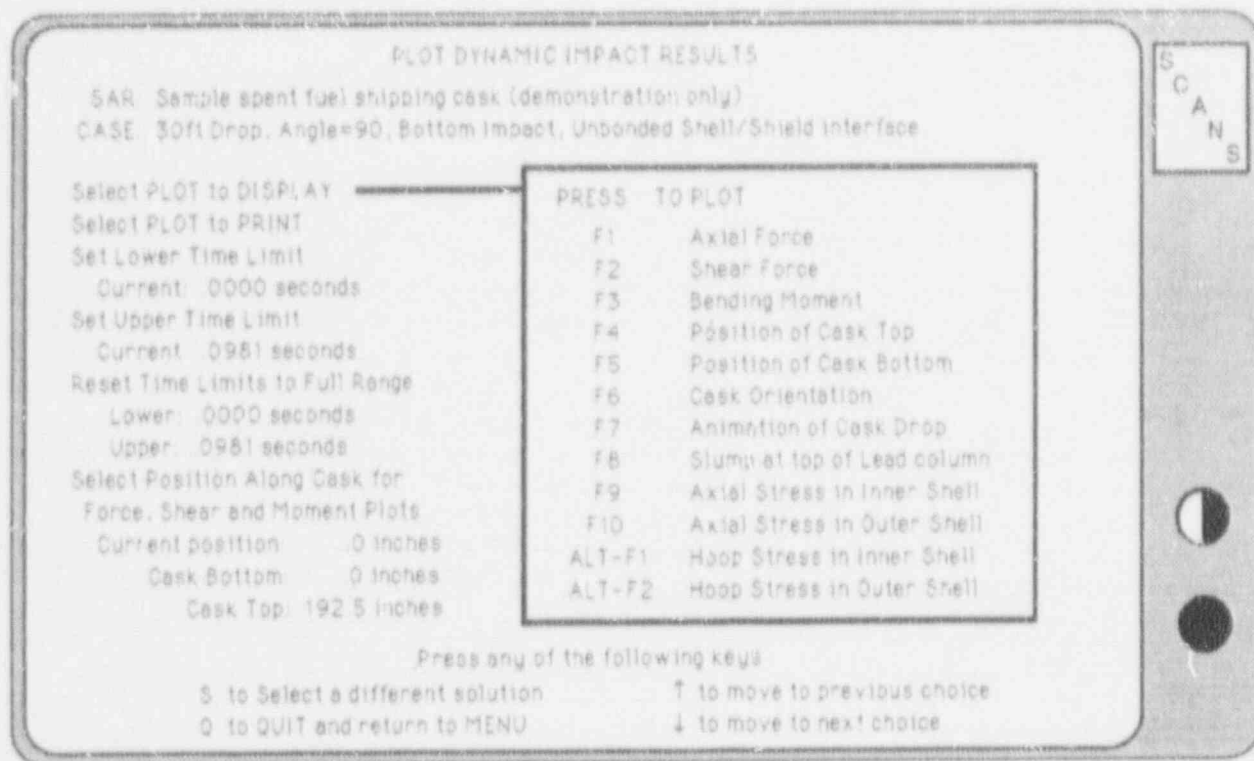 PLOT DYNAMIC IMPACT RESULTS
SAR Sample spent fuel shipping cask (demonstration only)
CASE 30ft Drop, Angle=90, Bottom Impact, Unbonded Shell/Shield Interface
Select PLOT to DISPLAY
Select PLOT to PRINT
Set Lower Time Limit
Current: .0000 seconds
Set Upper Time Limit
Current .0981 seconds
Reset Time Limits to Full Range
Lower: .0000 seconds
Upper: .0981 seconds
Select Position Along Cask for
Force, Shear and Moment Plots
Current position .0 inches
Cask Bottom .0 inches
Cask Top: 192.5 inches
PRESS TO PLOT
F1 Axial Force
F2 Shear Force
F3 Bending Moment
F4 Position of Cask Top
F5 Position of Cask Bottom
F6 Cask Orientation
F7 Animation of Cask Drop
F8 Slump at top of Lead column
F9 Axial Stress in Inner Shell
F10 Axial Stress in Outer Shell
ALT-F1 Hoop Stress in Inner Shell
ALT-F2 Hoop Stress in Outer Shell
Press any of the following keys
S to Select a different solution
↑ to move to previous choice
Q to QUIT and return to MENU
↓ to move to next choice
SCANS